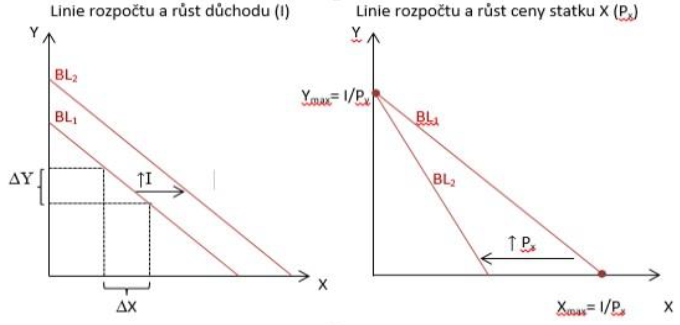 Linie rozpočtu a růst důchodu (I)
Y
BL2
BL1
ΔY
↑I
X
ΔX
Linie rozpočtu a růst ceny statku X (Px)
Y
Ymax= I/Py
BL1
BL2
↑ Px
Xmax= I/Px
X